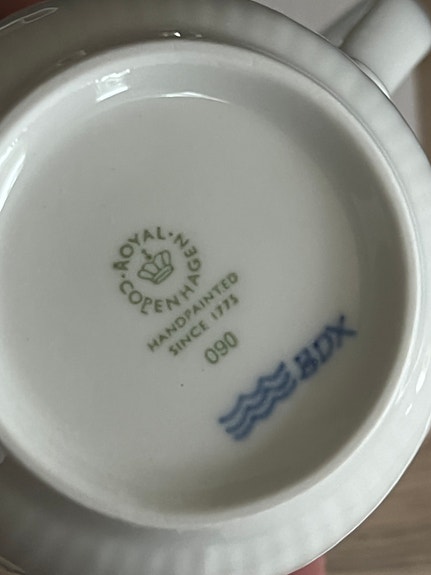 ROYAL
COPENHAGEN
HANDPAINTED
SINCE 1775
090
BDX